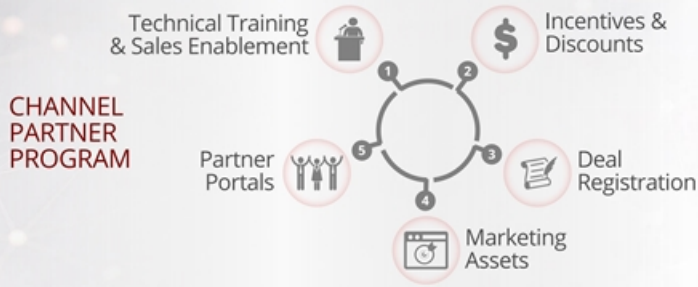 CHANNEL
PARTNER
PROGRAM
Technical Training
& Sales Enablement
1
Incentives &
Discounts
$
2
Deal
Registration
3
Marketing
Assets
4
Partner
Portals
5